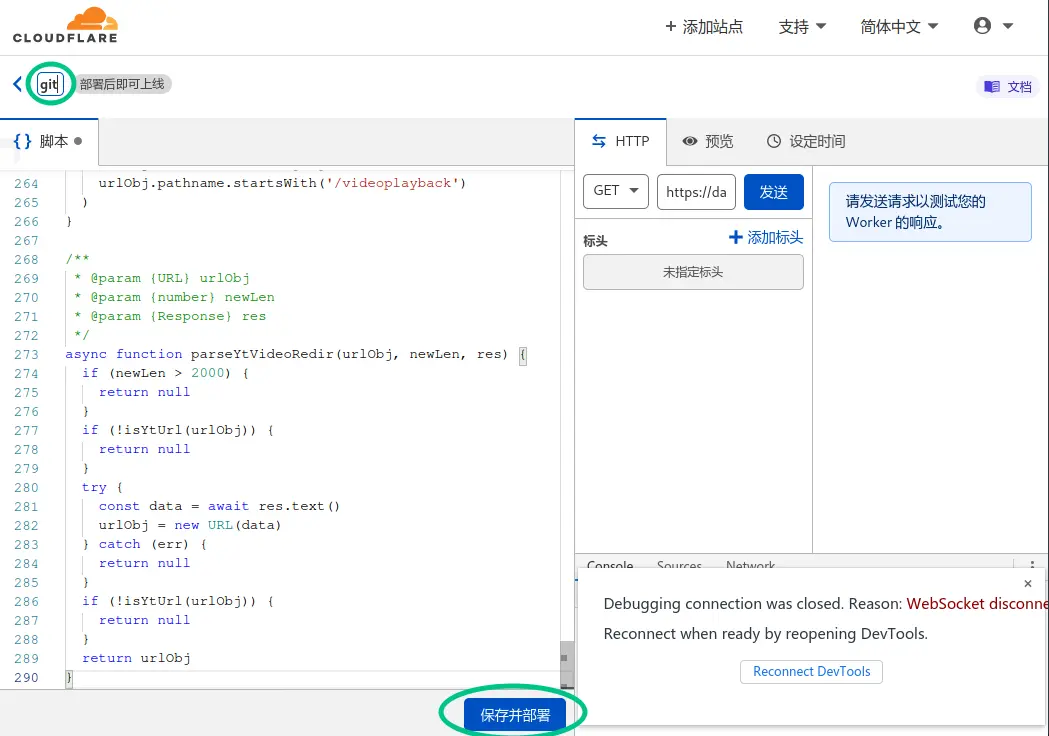 CLOUDFLARE
+ 添加站点
支持
简体中文
git
部署后即可上线
文档
{ } 脚本
HTTP
预览
设定时间
264 urlObj.pathname.startsWith('/videoplayback')
265 )
266 }
267
268 /**
269 * @param {URL} urlObj
270 * @param {number} newLen
271 * @param {Response} res
272 */
273 async function parseYtVideoRedir(urlObj, newLen, res) {
274 if (newLen > 2000) {
275 return null
276 }
277 if (!isYtUrl(urlObj)) {
278 return null
279 }
280 try {
281 const data = await res.text()
282 urlObj = new URL(data)
283 } catch (err) {
284 return null
285 }
286 if (!isYtUrl(urlObj)) {
287 return null
288 }
289 return urlObj
290 }
保存并部署
GET
https://da
发送
标头
+ 添加标头
未指定标头
请发送请求以测试您的
Worker 的响应。
Console Sources Network
×
Debugging connection was closed. Reason: WebSocket disconne
Reconnect when ready by reopening DevTools.
Reconnect DevTools